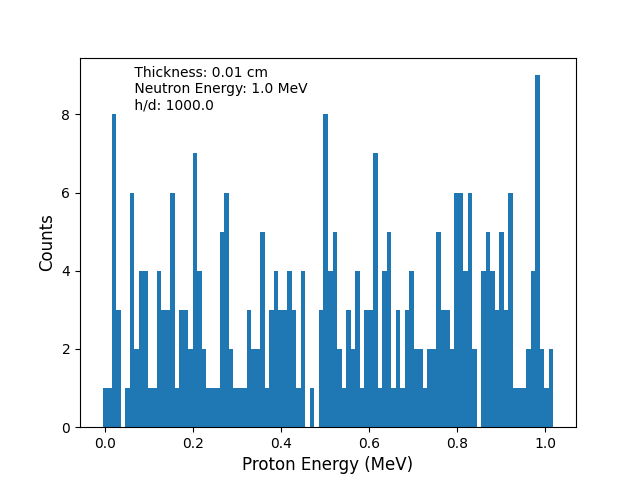 Thickness: 0.01 cm
Neutron Energy: 1.0 MeV
h/d: 1000.0
8
6
4
2
0
Counts
0.0 0.2 0.4 0.6 0.8 1.0
Proton Energy (MeV)